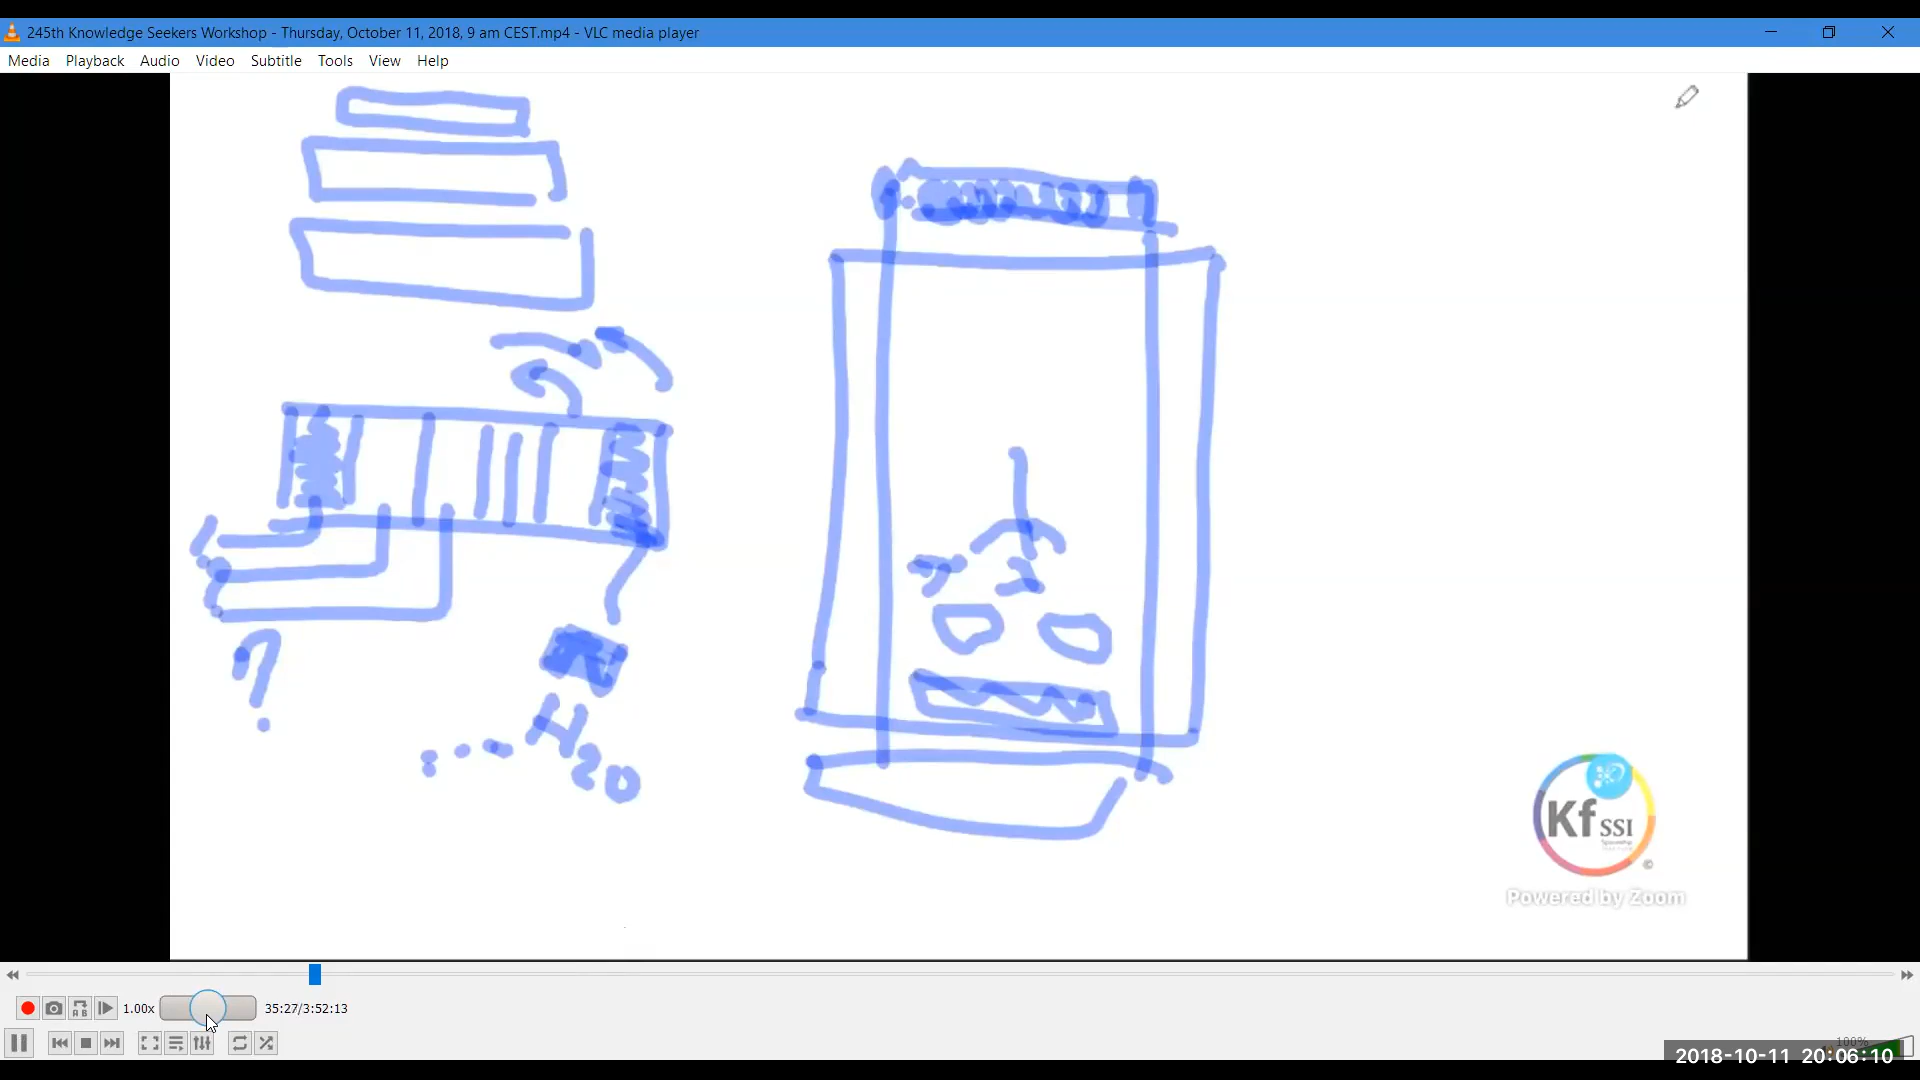 245th Knowledge Seekers Workshop - Thursday, October 11, 2018, 9 am CEST.mp4 - VLC media player
Media Playback Audio Video Subtitle Tools View Help
?
H20
Kf SSI
©
Powered by Zoom
1.00x
35:27/3:52:13
100%
2018-10-11 20:06:10